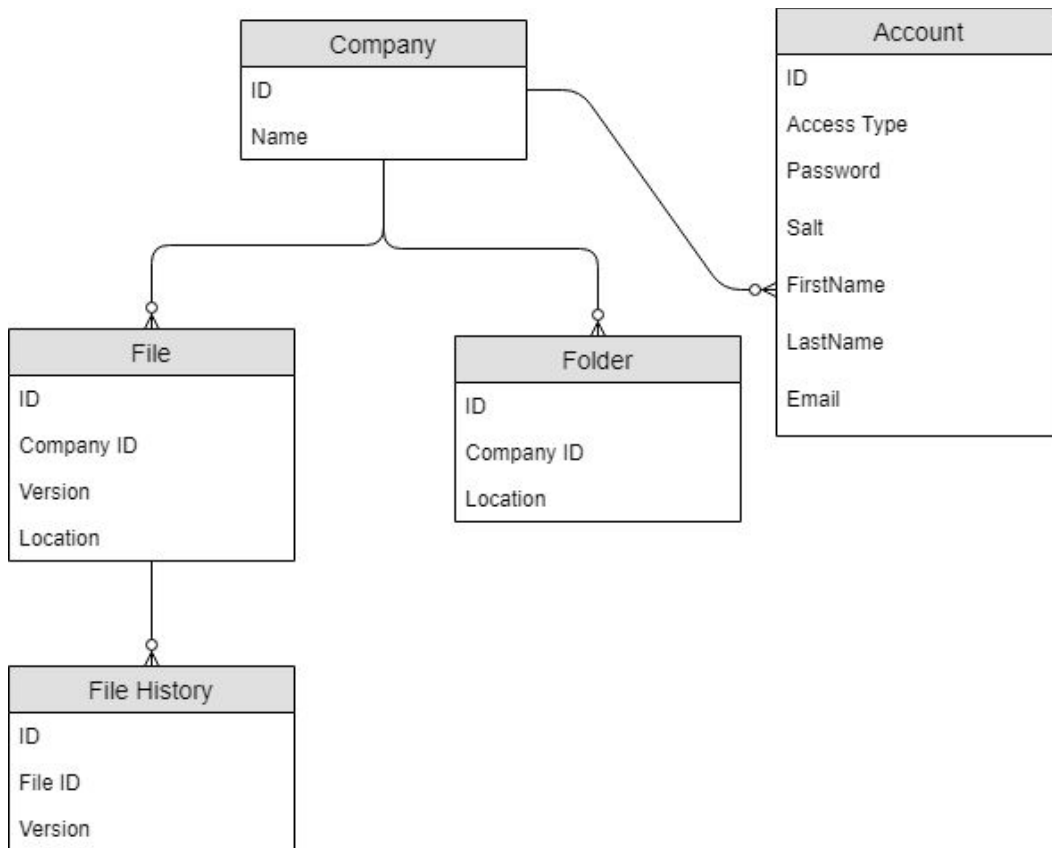 Company
ID
Name
Account
ID
Access Type
Password
Salt
FirstName
LastName
Email
File
ID
Company ID
Version
Location
Folder
ID
Company ID
Location
File History
ID
File ID
Version